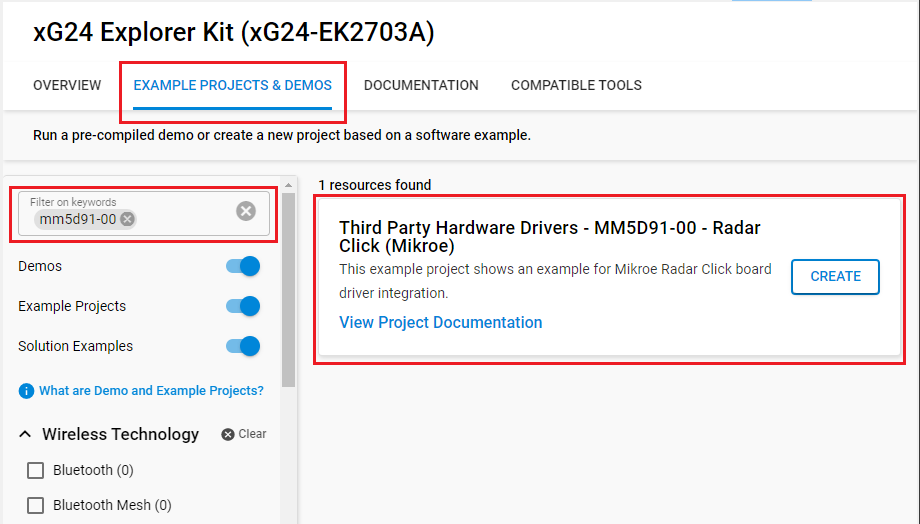 xG24 Explorer Kit (xG24-EK2703A)
OVERVIEW
EXAMPLE PROJECTS & DEMOS
DOCUMENTATION
COMPATIBLE TOOLS
Run a pre-compiled demo or create a new project based on a software example.
Filter on keywords
mm5d91-00
Demos
Example Projects
Solution Examples
What are Demo and Example Projects?
Wireless Technology
Clear
Bluetooth (0)
Bluetooth Mesh (0)
1 resources found
Third Party Hardware Drivers - MM5D91-00 - Radar
Click (Mikroe)
This example project shows an example for Mikroe Radar Click board
driver integration.
View Project Documentation
CREATE